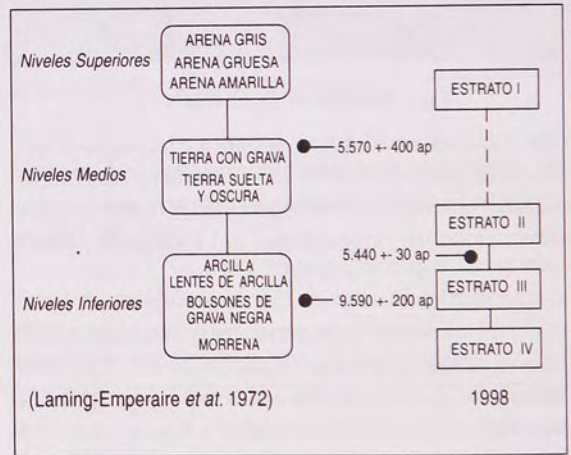 Niveles Superiores
ARENA GRIS
ARENA GRUESA
ARENA AMARILLA
ESTRATO I
5.570 +- 400 ap
Niveles Medios
TIERRA CON GRAVA
TIERRA SUELTA
Y OSCURA
ESTRATO II
5.440 +- 30 ap
Niveles Inferiores
ARCILLA
LENTES DE ARCILLA
BOLSONES DE
GRAVA NEGRA
MORRENA
9.590 +- 200 ap
ESTRATO III
ESTRATO IV
(Laming-Emperaire et at. 1972)
1998